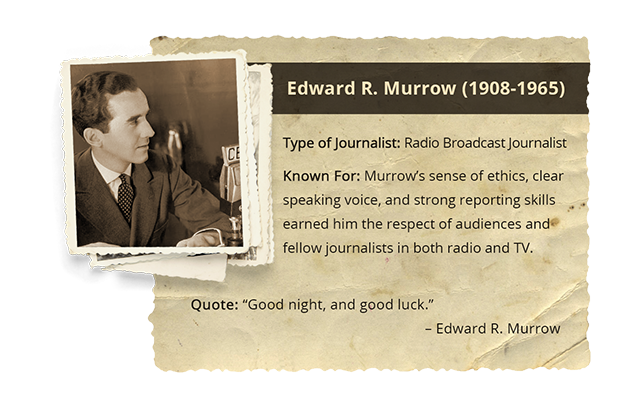 Edward R. Murrow (1908-1965)
Type of Journalist: Radio Broadcast Journalist
Known For: Murrow’s sense of ethics, clear
speaking voice, and strong reporting skills
earned him the respect of audiences and
fellow journalists in both radio and TV.
Quote: “Good night, and good luck.”
– Edward R. Murrow